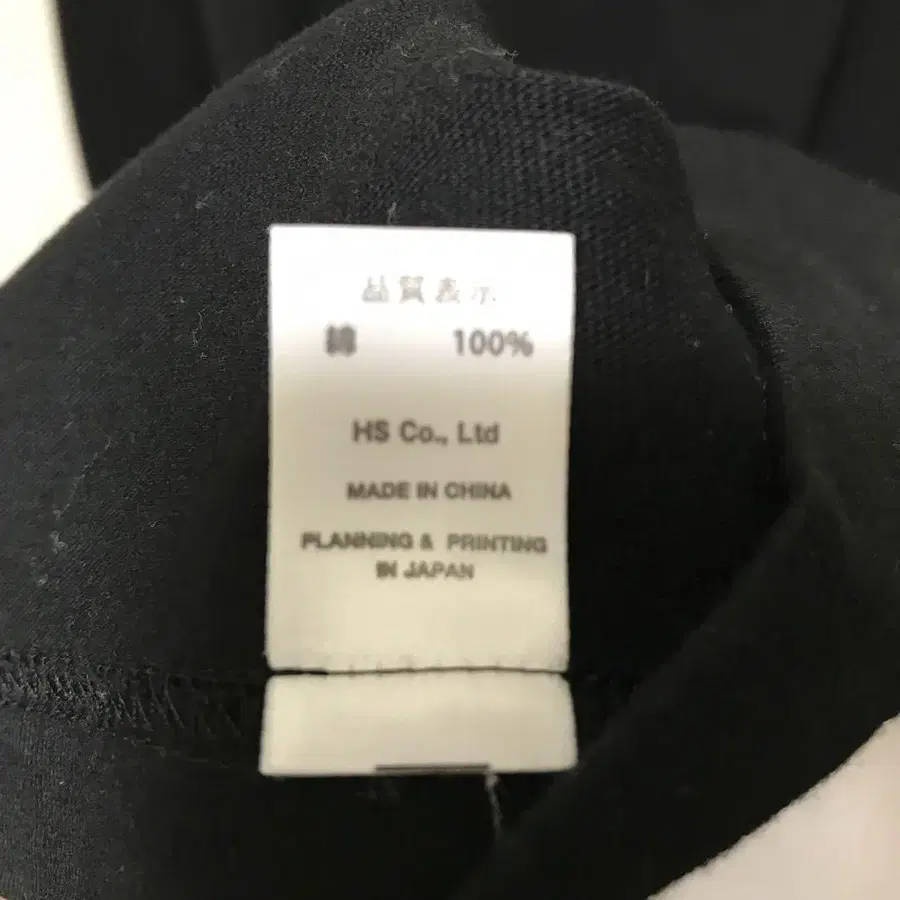 品質表示
綿 100%
HS Co., Ltd
MADE IN CHINA
PLANNING & PRINTING
IN JAPAN